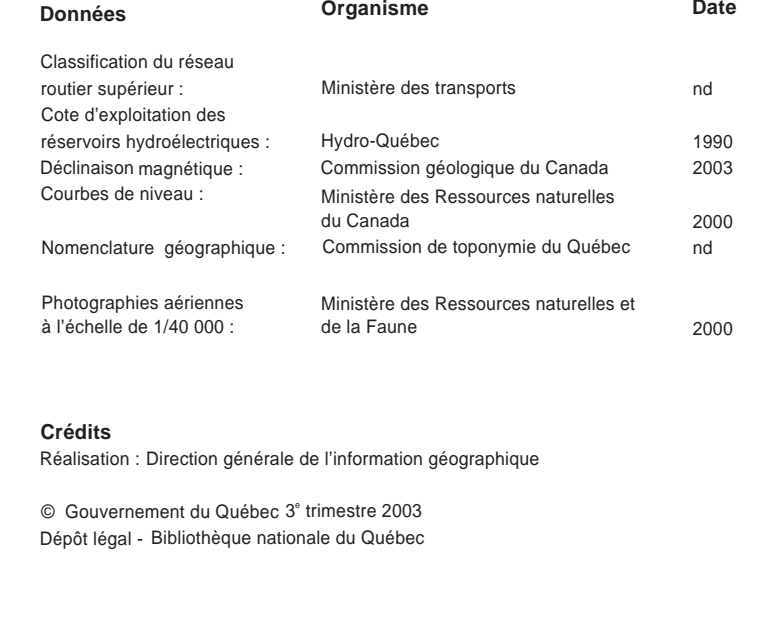 Données Organisme Date
Classification du réseau
routier supérieur : Ministère des transports nd
Cote d'exploitation des
réservoirs hydroélectriques : Hydro-Québec 1990
Déclinaison magnétique : Commission géologique du Canada 2003
Courbes de niveau : Ministère des Ressources naturelles
du Canada 2000
Nomenclature géographique : Commission de toponymie du Québec nd
Photographies aériennes Ministère des Ressources naturelles et
à l'échelle de 1/40 000 : de la Faune 2000
Crédits
Réalisation : Direction générale de l'information géographique
© Gouvernement du Québec 3e trimestre 2003
Dépôt légal - Bibliothèque nationale du Québec